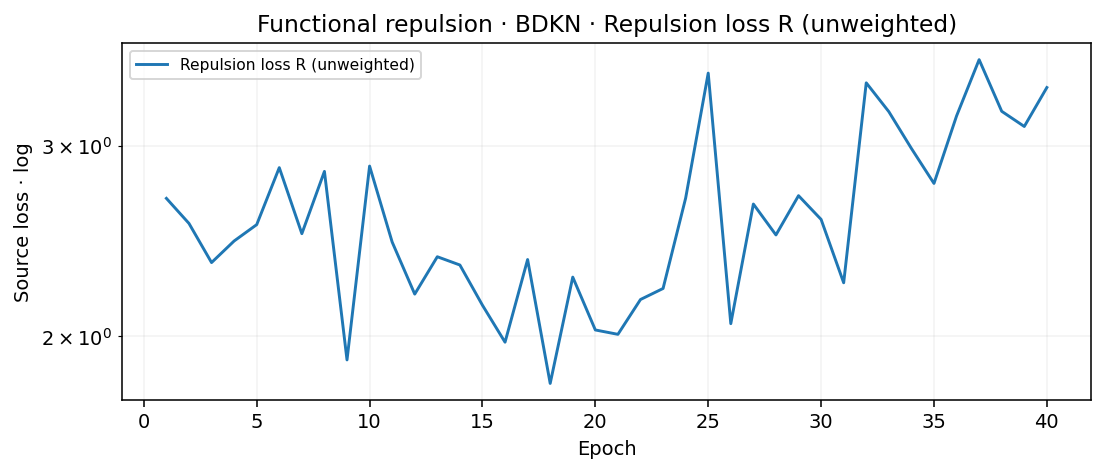 Functional repulsion · BDKN · Repulsion loss R (unweighted)
Repulsion loss R (unweighted)
Source loss · log
3 × 10⁰
2 × 10⁰
0 5 10 15 20 25 30 35 40
Epoch